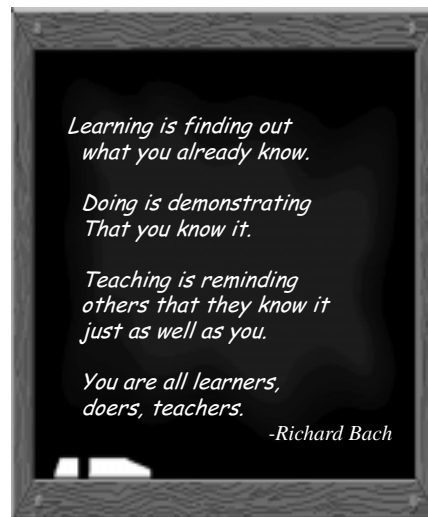 Learning is finding out
what you already know.
Doing is demonstrating
That you know it.
Teaching is reminding
others that they know it
just as well as you.
You are all learners,
doers, teachers.
-Richard Bach